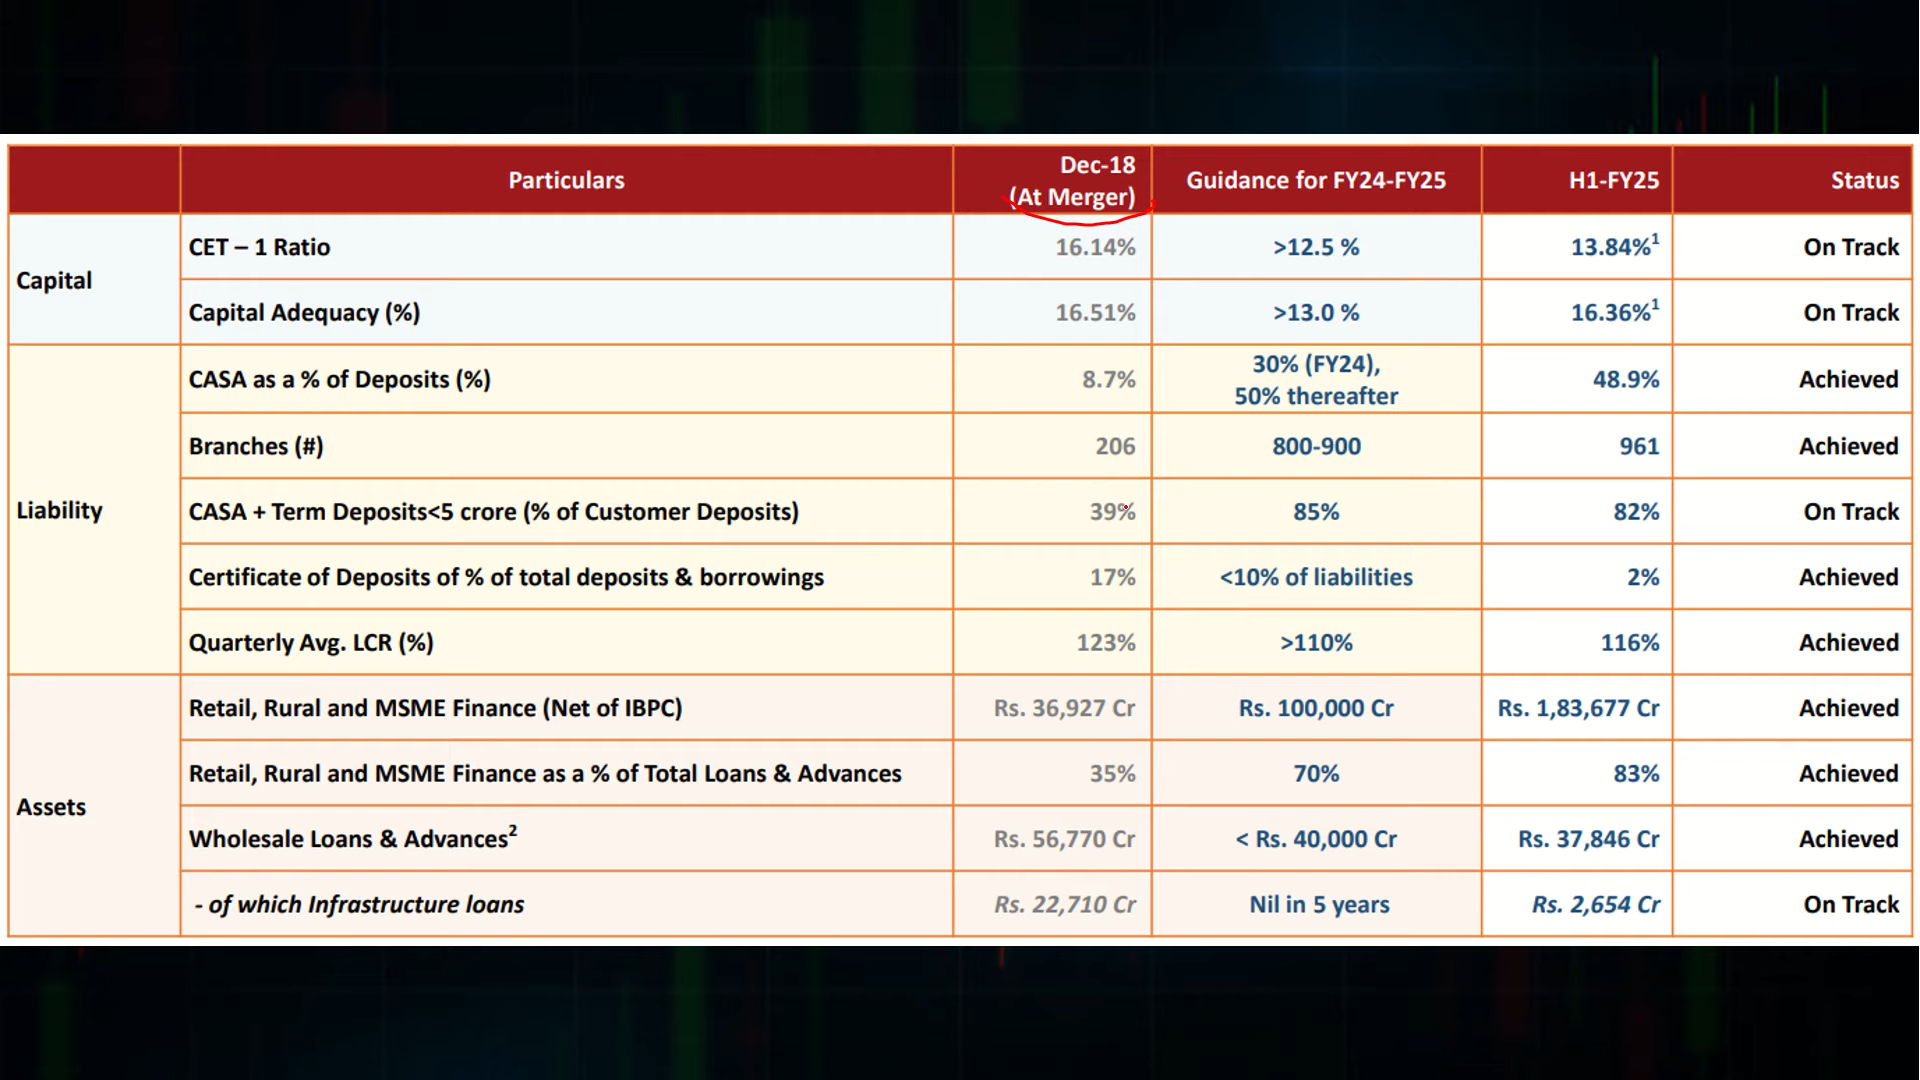 Particulars
Dec-18
(At Merger)
Guidance for FY24-FY25
H1-FY25
Status
Capital
CET – 1 Ratio
16.14%
>12.5 %
13.84%¹
On Track
Capital Adequacy (%)
16.51%
>13.0 %
16.36%¹
On Track
Liability
CASA as a % of Deposits (%)
8.7%
30% (FY24),
50% thereafter
48.9%
Achieved
Branches (#)
206
800-900
961
Achieved
CASA + Term Deposits<5 crore (% of Customer Deposits)
39%
85%
82%
On Track
Certificate of Deposits of % of total deposits & borrowings
17%
<10% of liabilities
2%
Achieved
Quarterly Avg. LCR (%)
123%
>110%
116%
Achieved
Assets
Retail, Rural and MSME Finance (Net of IBPC)
Rs. 36,927 Cr
Rs. 100,000 Cr
Rs. 1,83,677 Cr
Achieved
Retail, Rural and MSME Finance as a % of Total Loans & Advances
35%
70%
83%
Achieved
Wholesale Loans & Advances²
Rs. 56,770 Cr
< Rs. 40,000 Cr
Rs. 37,846 Cr
Achieved
- of which Infrastructure loans
Rs. 22,710 Cr
Nil in 5 years
Rs. 2,654 Cr
On Track